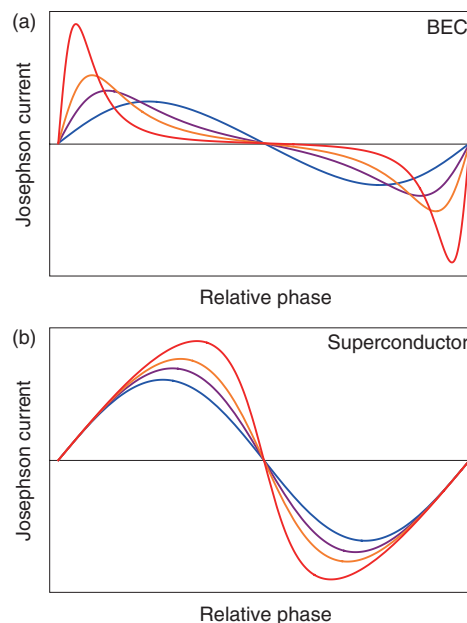 (a)
BEC
Josephson current
Relative phase
(b)
Superconductor
Josephson current
Relative phase